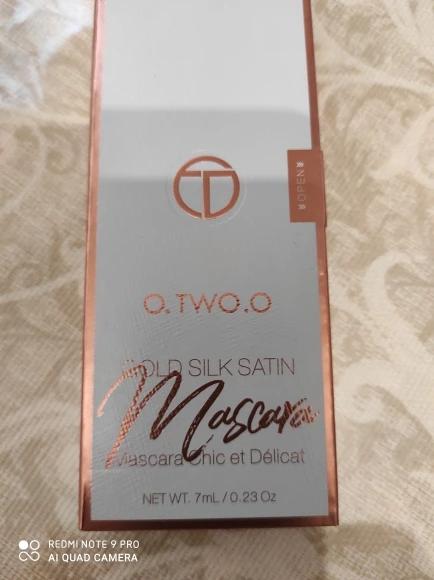 OPEN
O.TWO.O
GOLD SILK SATIN
Mascara
Mascara Chic et Délicat
NET WT. 7mL / 0.23 Oz
REDMI NOTE 9 PRO
AI QUAD CAMERA